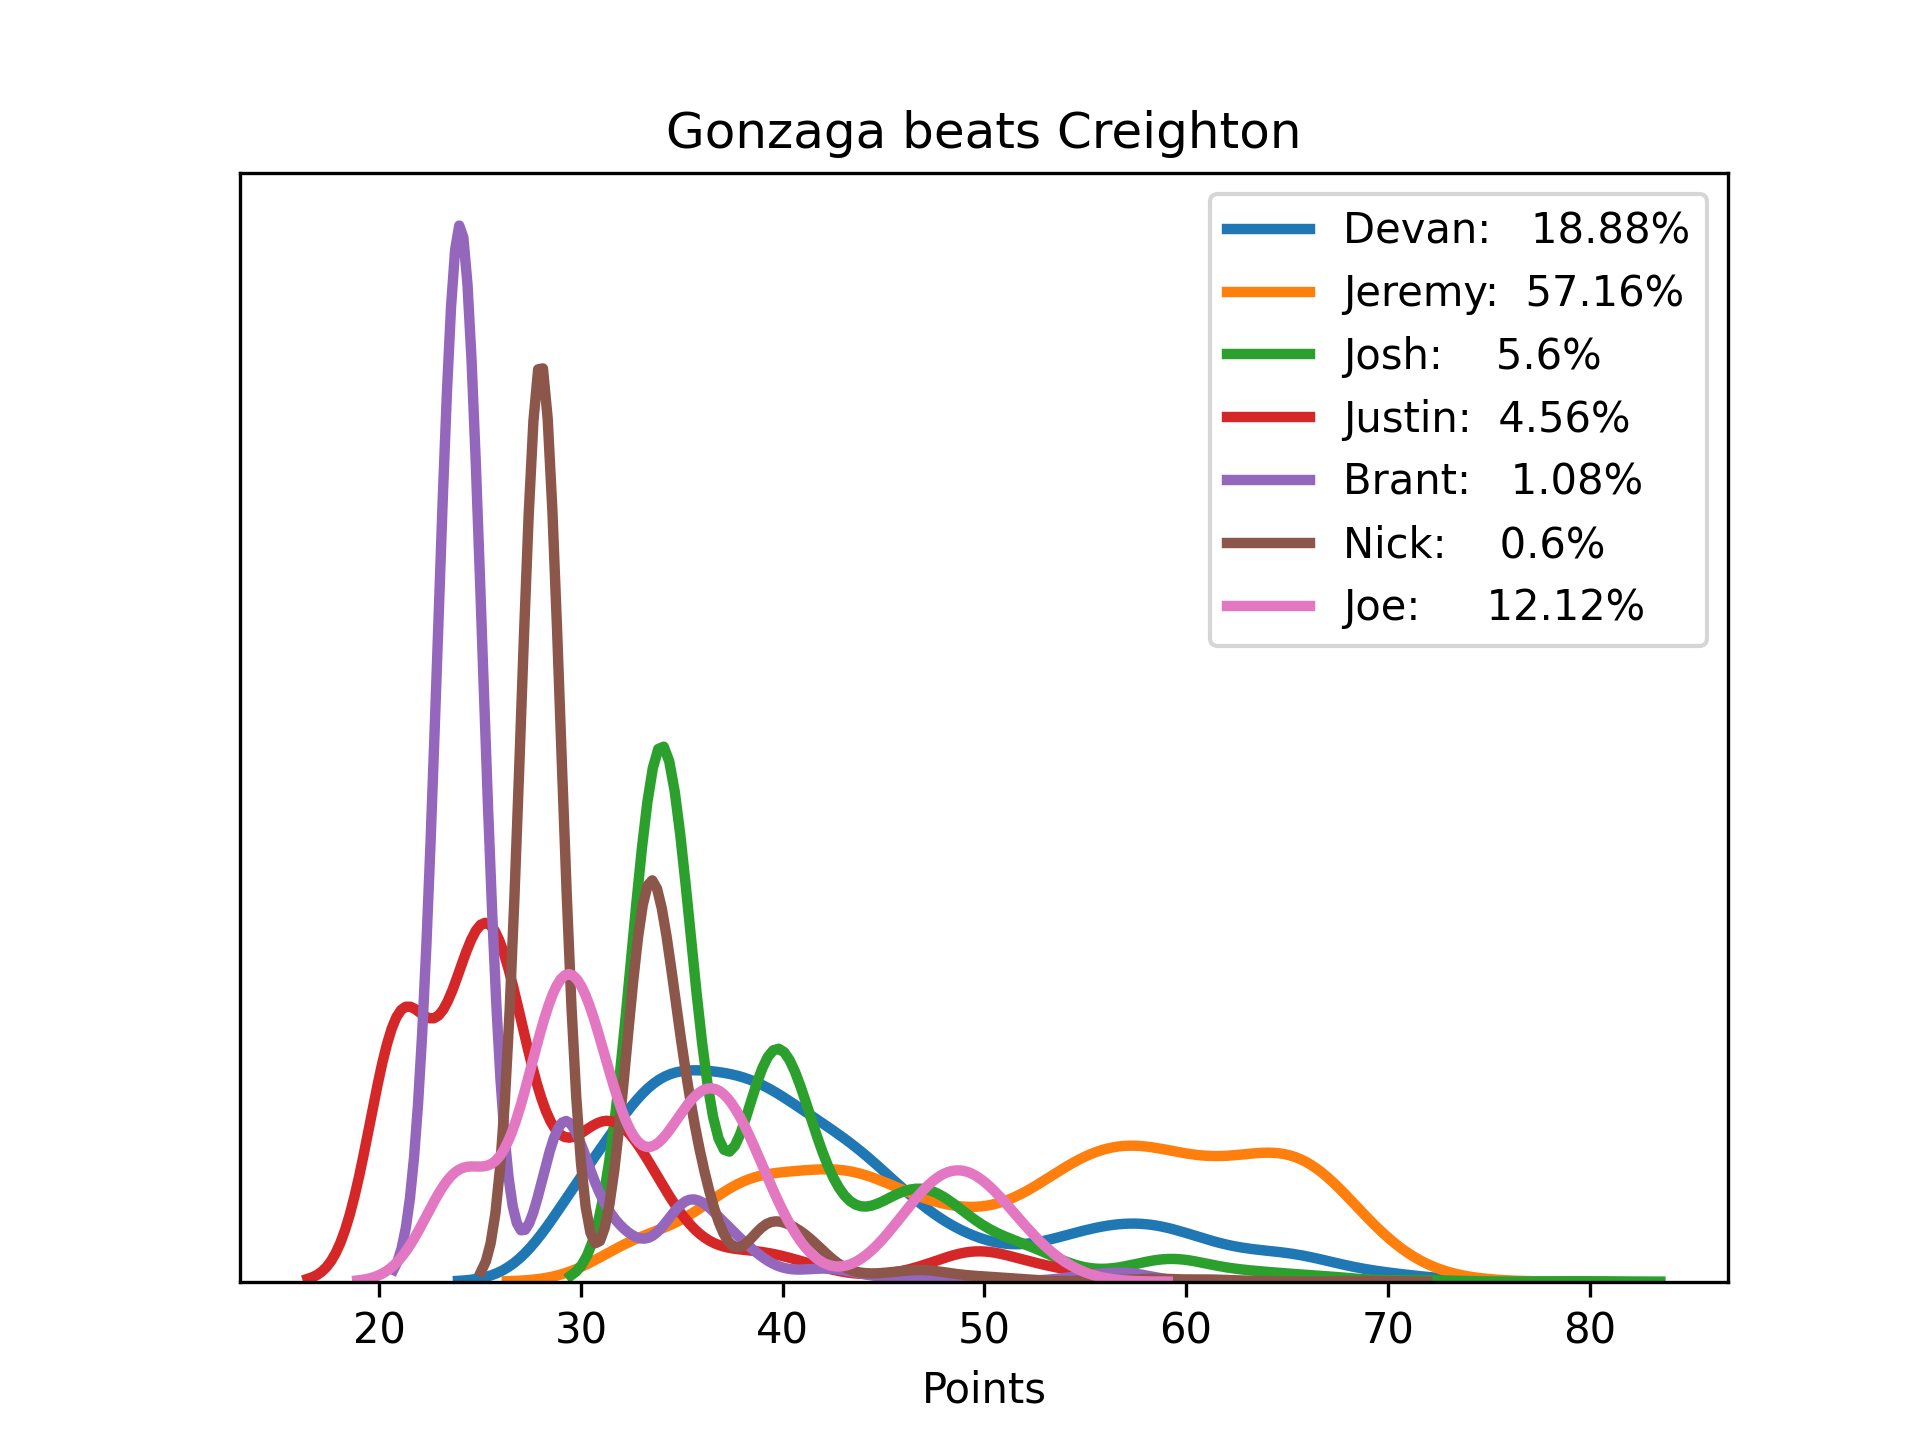 Gonzaga beats Creighton
Devan: 18.88%
Jeremy: 57.16%
Josh: 5.6%
Justin: 4.56%
Brant: 1.08%
Nick: 0.6%
Joe: 12.12%
20 30 40 50 60 70 80
Points